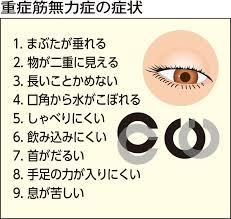 重症筋無力症の症状
1. まぶたが垂れる
2. 物が二重に見える
3. 長いことかめない
4. 口角から水がこぼれる
5. しゃべりにくい
6. 飲み込みにくい
7. 首がだるい
8. 手足の力が入りにくい
9. 息が苦しい